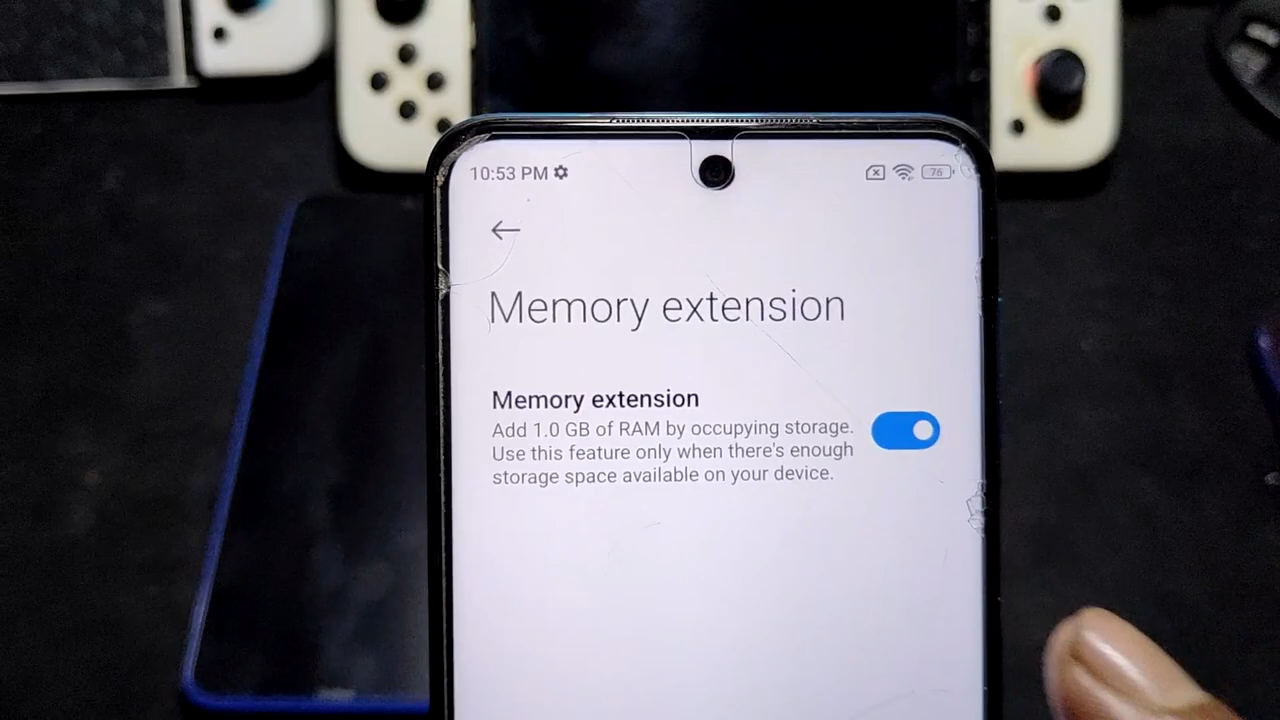 10:53 PM
76
Memory extension
Memory extension
Add 1.0 GB of RAM by occupying storage.
Use this feature only when there's enough
storage space available on your device.